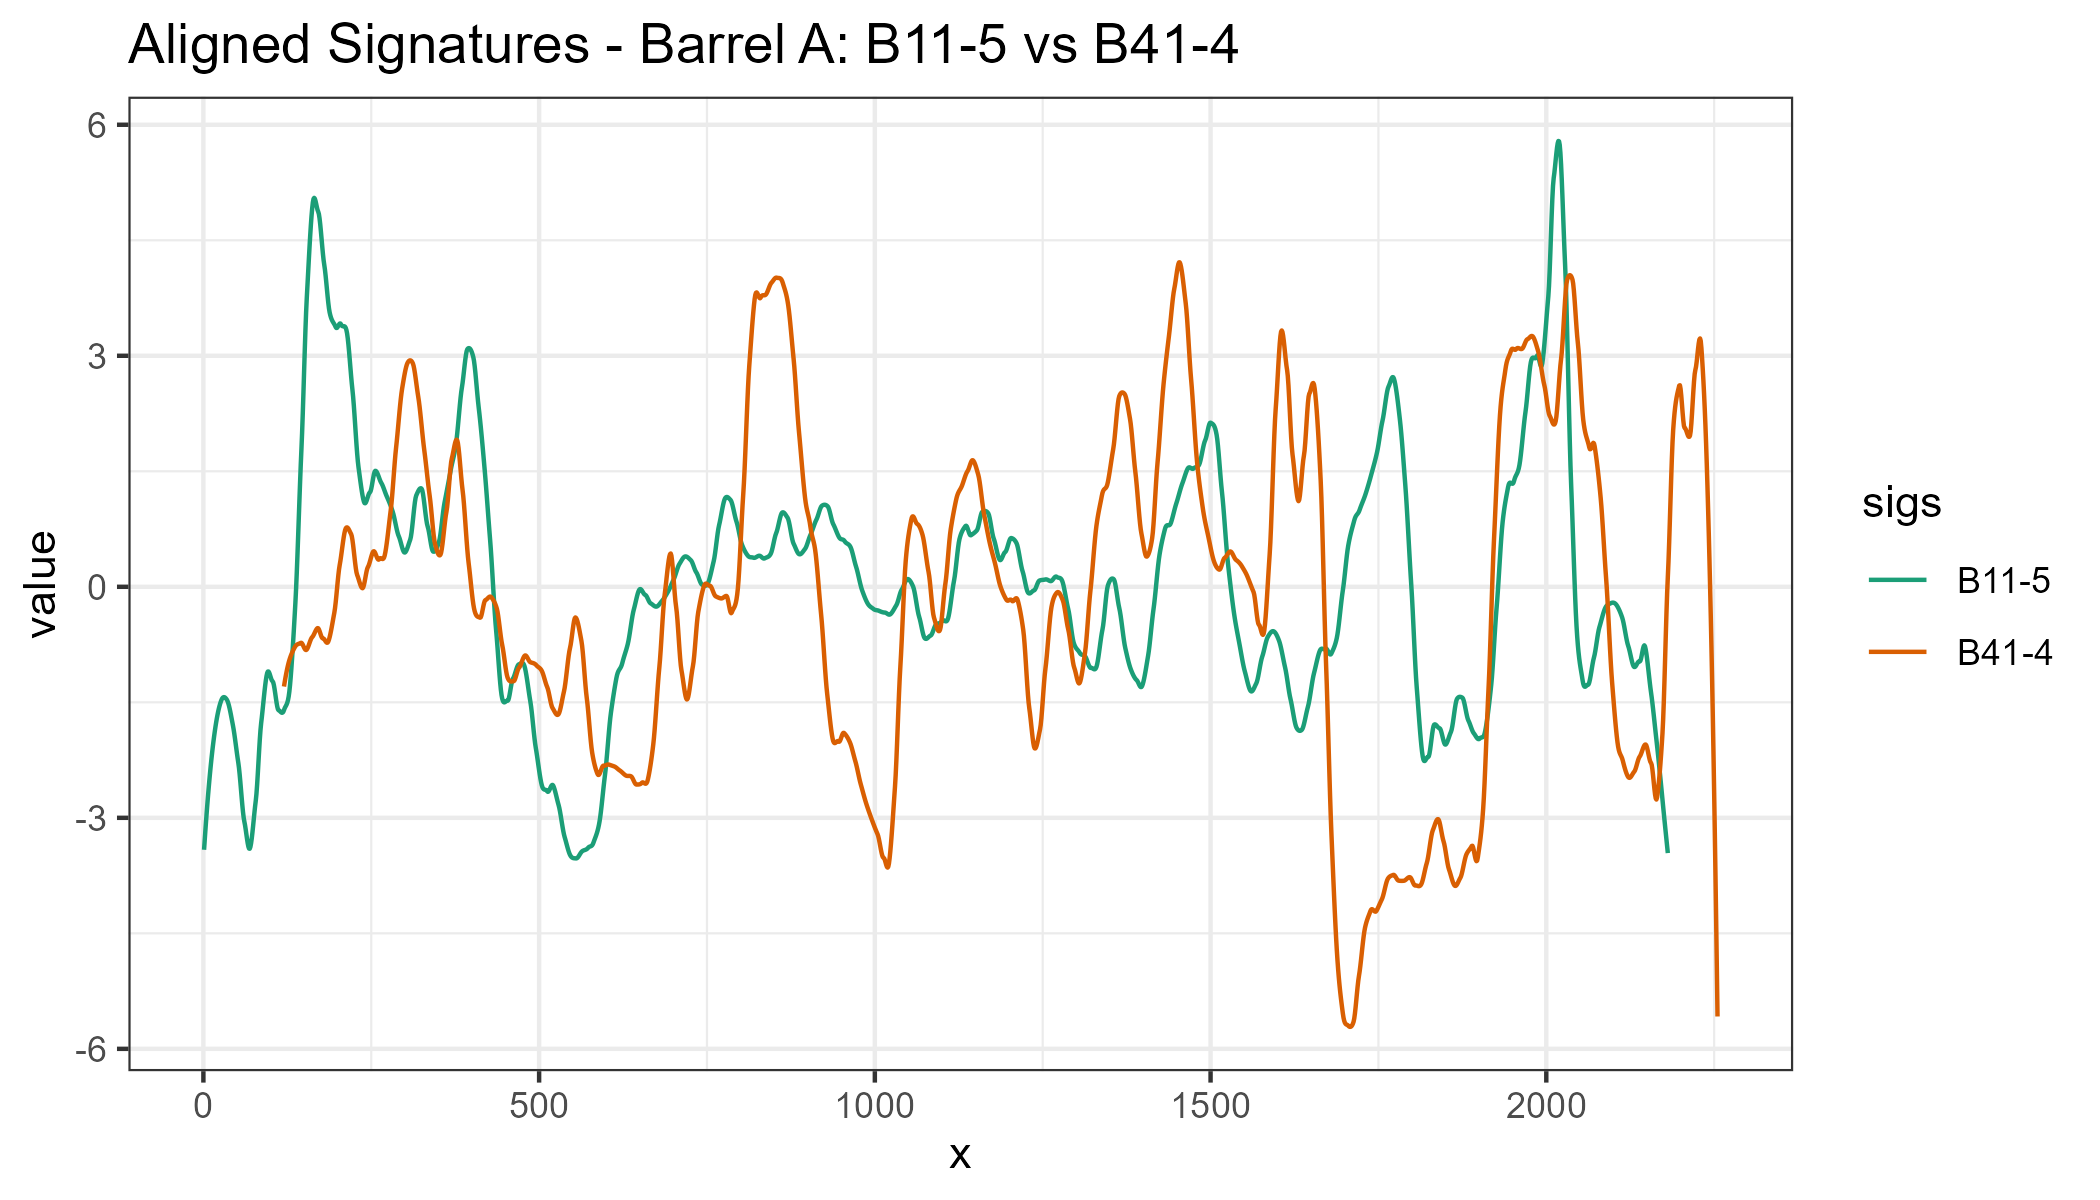 Aligned Signatures - Barrel A: B11-5 vs B41-4
6
3
0
-3
-6
value
0 500 1000 1500 2000
x
sigs
B11-5
B41-4